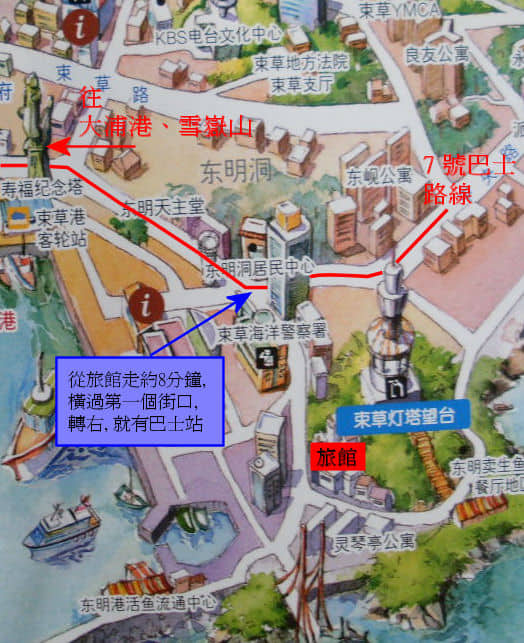 KBS电台文化中心
束草YMCA
束草地方法院
束草支厅
良友公寓
府
束草路
往
大浦港、雪嶽山
东明洞
东岘公寓
7 號巴士
路線
寿福纪念塔
束草港
客轮站
东明天主堂
东明洞居民中心
港
束草海洋警察署
從旅館走約8分鐘,
橫過第一個街口,
轉右, 就有巴士站
束草灯塔望台
旅館
东明卖生鱼
餐厅地区
灵琴亭公寓
东明港活鱼流通中心